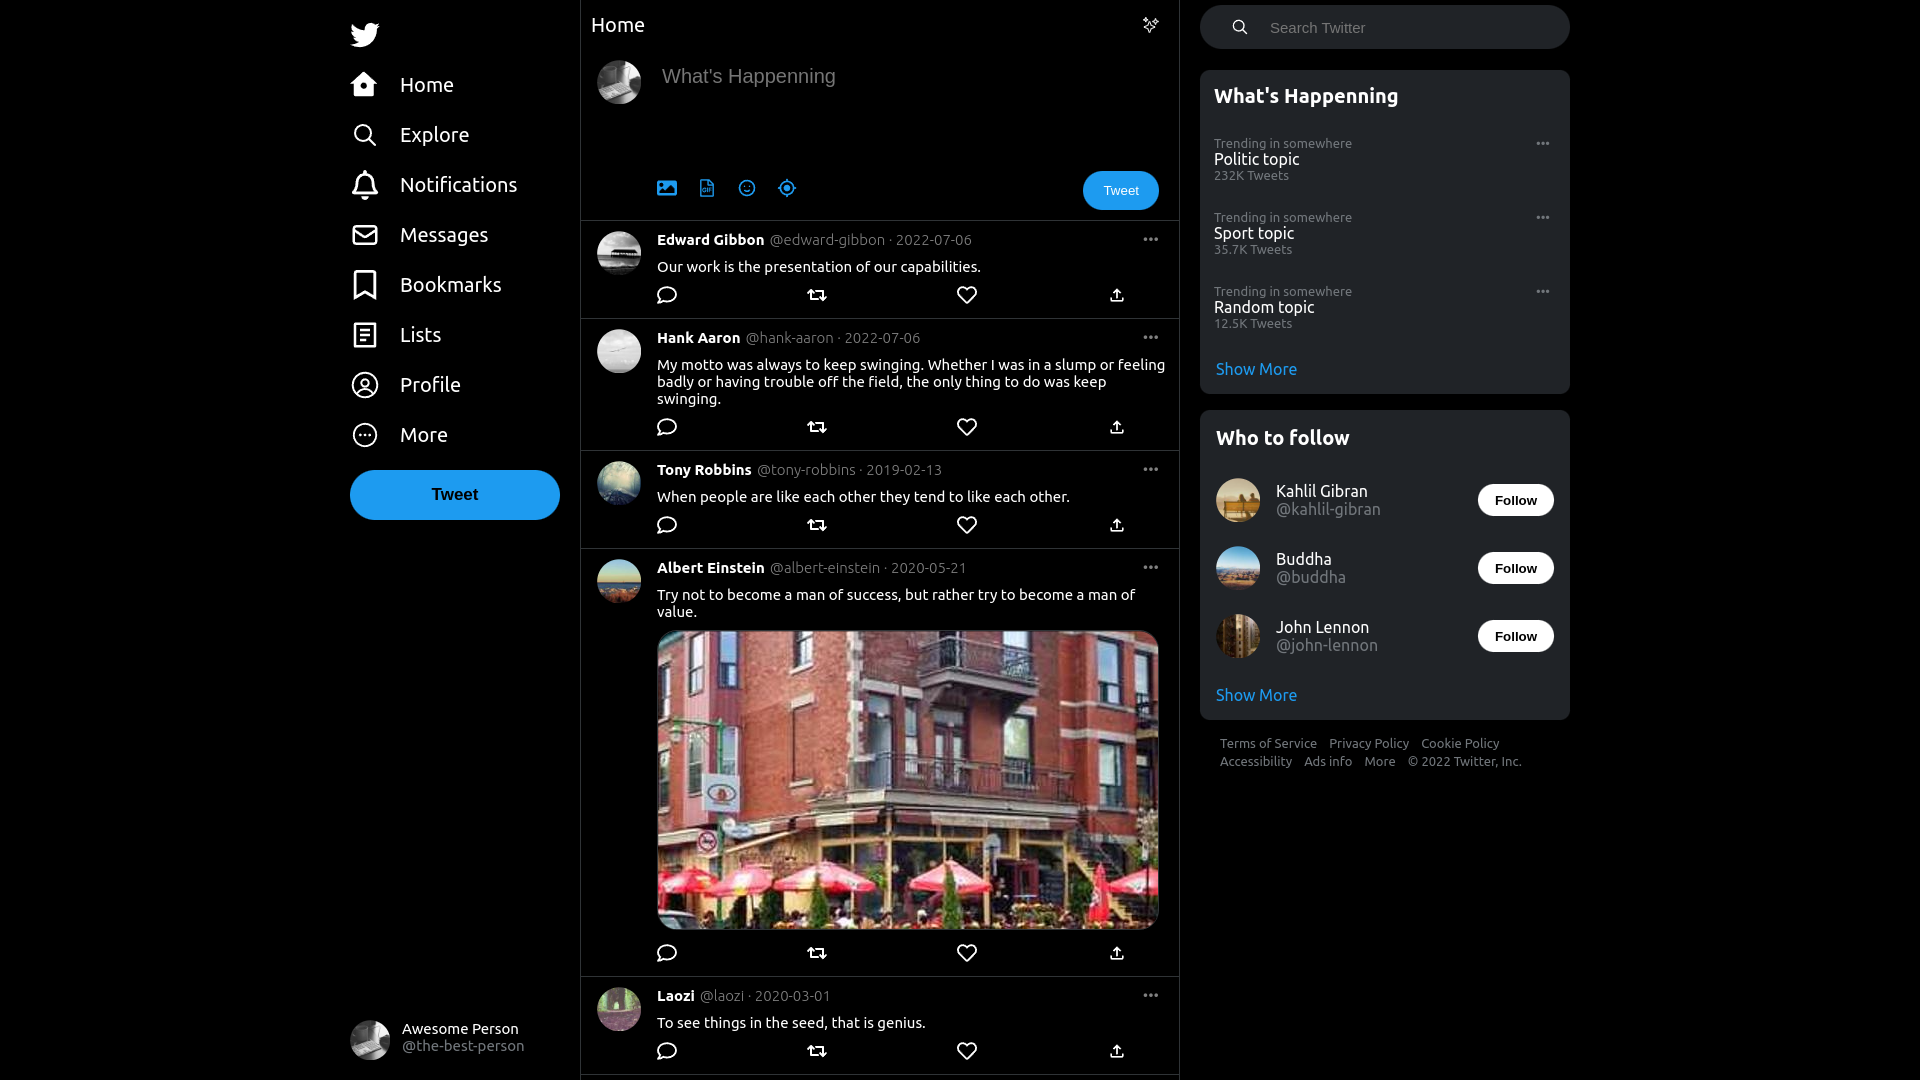 Home
Explore
Notifications
Messages
Bookmarks
Lists
Profile
More
Tweet
Awesome Person
@the-best-person
Home
What's Happenning
GIF
Tweet
Edward Gibbon @edward-gibbon · 2022-07-06
Our work is the presentation of our capabilities.
Hank Aaron @hank-aaron · 2022-07-06
My motto was always to keep swinging. Whether I was in a slump or feeling
badly or having trouble off the field, the only thing to do was keep
swinging.
Tony Robbins @tony-robbins · 2019-02-13
When people are like each other they tend to like each other.
Albert Einstein @albert-einstein · 2020-05-21
Try not to become a man of success, but rather try to become a man of
value.
Laozi @laozi · 2020-03-01
To see things in the seed, that is genius.
Search Twitter
What's Happenning
Trending in somewhere
Politic topic
232K Tweets
Trending in somewhere
Sport topic
35.7K Tweets
Trending in somewhere
Random topic
12.5K Tweets
Show More
Who to follow
Kahlil Gibran
@kahlil-gibran
Follow
Buddha
@buddha
Follow
John Lennon
@john-lennon
Follow
Show More
Terms of Service Privacy Policy Cookie Policy
Accessibility Ads info More © 2022 Twitter, Inc.